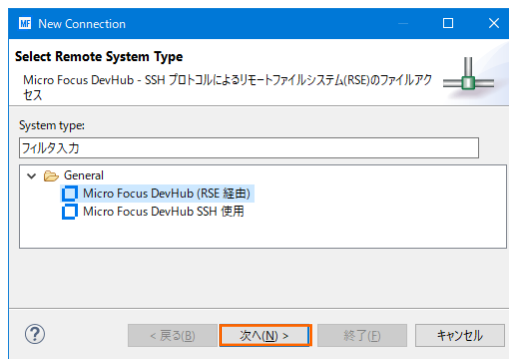 MF New Connection
Select Remote System Type
Micro Focus DevHub - SSH プロトコルによるリモートファイルシステム(RSE)のファイルアク
セス
System type:
フィルタ入力
General
Micro Focus DevHub (RSE 経由)
Micro Focus DevHub SSH 使用
? < 戻る(B) 次へ(N) > 終了(F) キャンセル